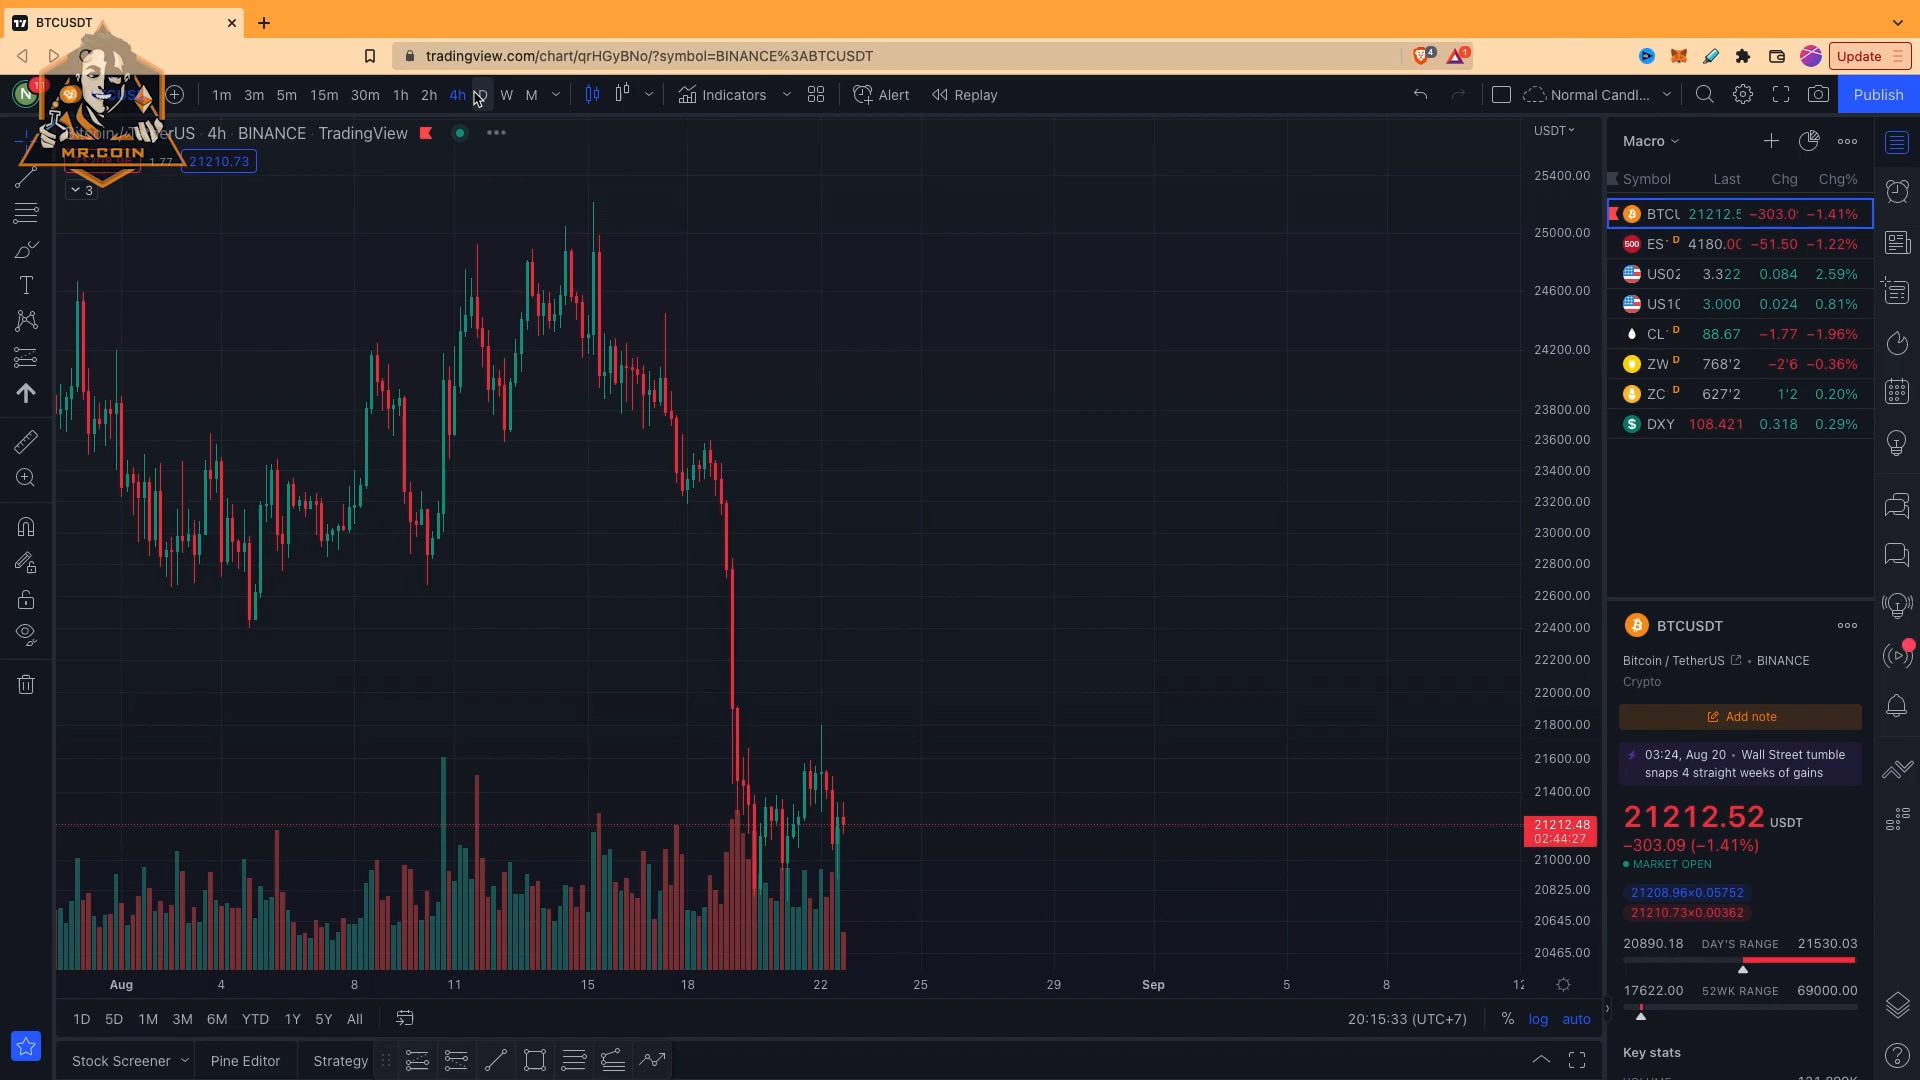 BTCUSDT
tradingview.com/chart/qrHGyBNo/?symbol=BINANCE%3ABTCUSDT
4
1
Update
N
1m 3m 5m 15m 30m 1h 2h 4h D W M
Indicators
Alert
Replay
Normal Candl...
Publish
MR.COIN
TetherUS · 4h · BINANCE · TradingView
1.77
21210.73
3
USDT
25400.00
25000.00
24600.00
24200.00
23800.00
23600.00
23400.00
23200.00
23000.00
22800.00
22600.00
22400.00
22200.00
22000.00
21800.00
21600.00
21400.00
21212.48
02:44:27
21000.00
20825.00
20645.00
20465.00
Aug 4 8 11 15 18 22 25 29 Sep 5 8 12
1D 5D 1M 3M 6M YTD 1Y 5Y All
20:15:33 (UTC+7) % log auto
Stock Screener Pine Editor Strategy
Macro
Symbol Last Chg Chg%
BTCU 21212.5 −303.0 −1.41%
500 ES D 4180.00 −51.50 −1.22%
US02 3.322 0.084 2.59%
US10 3.000 0.024 0.81%
CL D 88.67 −1.77 −1.96%
ZW D 768'2 −2'6 −0.36%
ZC D 627'2 1'2 0.20%
DXY 108.421 0.318 0.29%
BTCUSDT
Bitcoin / TetherUS • BINANCE
Crypto
Add note
03:24, Aug 20 • Wall Street tumble
snaps 4 straight weeks of gains
21212.52 USDT
−303.09 (−1.41%)
MARKET OPEN
21208.96×0.05752
21210.73×0.00362
20890.18 DAY'S RANGE 21530.03
17622.00 52WK RANGE 69000.00
Key stats